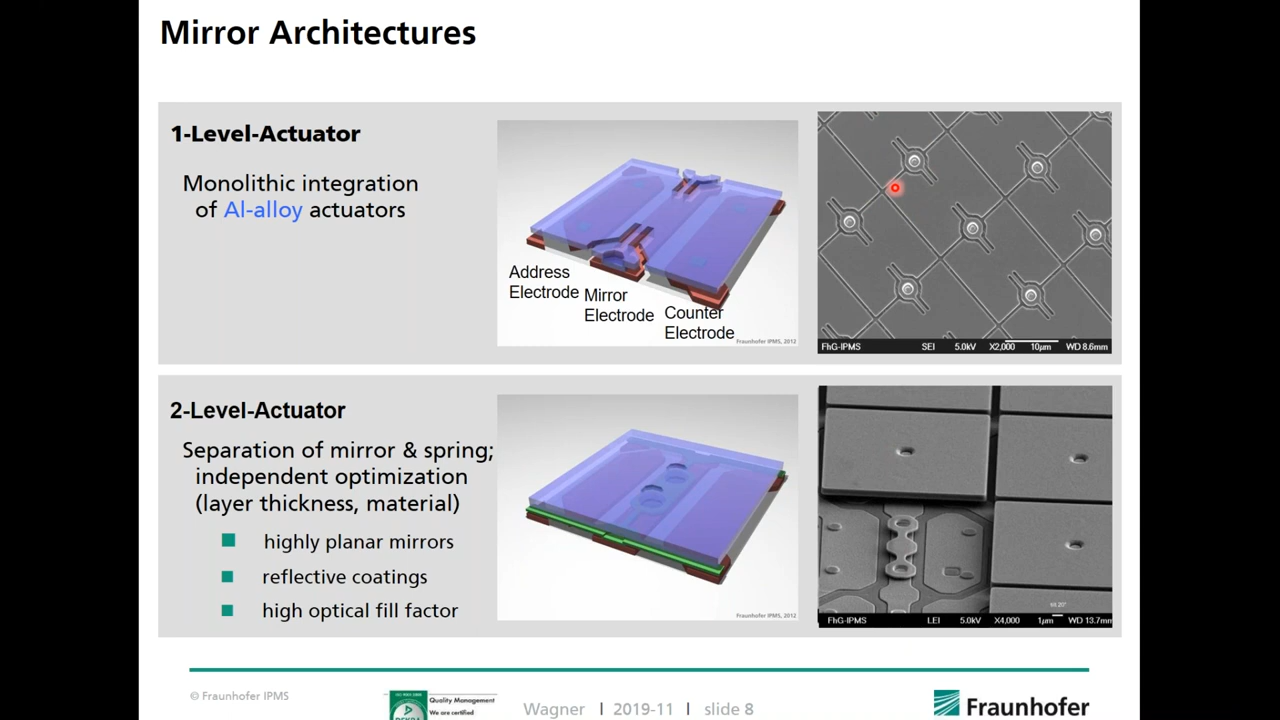 Mirror Architectures
1-Level-Actuator
Monolithic integration
of Al-alloy actuators
Address
Electrode
Mirror
Electrode
Counter
Electrode
Fraunhofer IPMS, 2012
FhG-IPMS SEI 5.0kV X2,000 10µm WD 8.6mm
2-Level-Actuator
Separation of mirror & spring;
independent optimization
(layer thickness, material)
highly planar mirrors
reflective coatings
high optical fill factor
Fraunhofer IPMS, 2012
FhG-IPMS LEI 5.0kV X4,000 1µm WD 13.7mm
© Fraunhofer IPMS
Quality Management
We are certified
Wagner I 2019-11 I slide 8
Fraunhofer